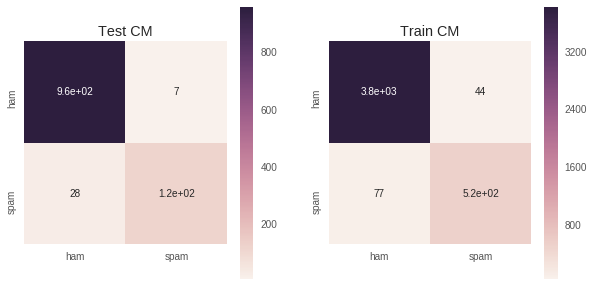 Test CM
ham
9.6e+02 7
spam
28 1.2e+02
ham spam
800
600
400
200
Train CM
ham
3.8e+03 44
spam
77 5.2e+02
ham spam
3200
2400
1600
800